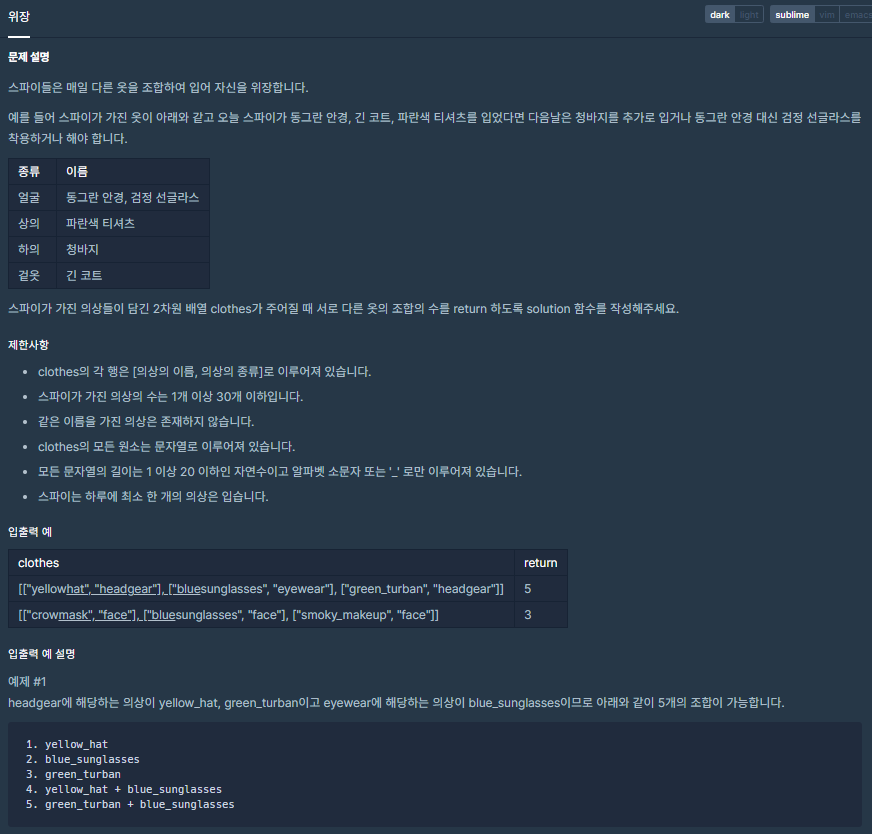 위장
dark light sublime vim emacs
문제 설명
스파이들은 매일 다른 옷을 조합하여 입어 자신을 위장합니다.
예를 들어 스파이가 가진 옷이 아래와 같고 오늘 스파이가 동그란 안경, 긴 코트, 파란색 티셔츠를 입었다면 다음날은 청바지를 추가로 입거나 동그란 안경 대신 검정 선글라스를
착용하거나 해야 합니다.
종류 이름
얼굴 동그란 안경, 검정 선글라스
상의 파란색 티셔츠
하의 청바지
겉옷 긴 코트
스파이가 가진 의상들이 담긴 2차원 배열 clothes가 주어질 때 서로 다른 옷의 조합의 수를 return 하도록 solution 함수를 작성해주세요.
제한사항
• clothes의 각 행은 [의상의 이름, 의상의 종류]로 이루어져 있습니다.
• 스파이가 가진 의상의 수는 1개 이상 30개 이하입니다.
• 같은 이름을 가진 의상은 존재하지 않습니다.
• clothes의 모든 원소는 문자열로 이루어져 있습니다.
• 모든 문자열의 길이는 1 이상 20 이하인 자연수이고 알파벳 소문자 또는 '_' 로만 이루어져 있습니다.
• 스파이는 하루에 최소 한 개의 의상은 입습니다.
입출력 예
clothes return
[["yellowhat", "headgear"], ["bluesunglasses", "eyewear"], ["green_turban", "headgear"]] 5
[["crowmask", "face"], ["bluesunglasses", "face"], ["smoky_makeup", "face"]] 3
입출력 예 설명
예제 #1
headgear에 해당하는 의상이 yellow_hat, green_turban이고 eyewear에 해당하는 의상이 blue_sunglasses이므로 아래와 같이 5개의 조합이 가능합니다.
1. yellow_hat
2. blue_sunglasses
3. green_turban
4. yellow_hat + blue_sunglasses
5. green_turban + blue_sunglasses